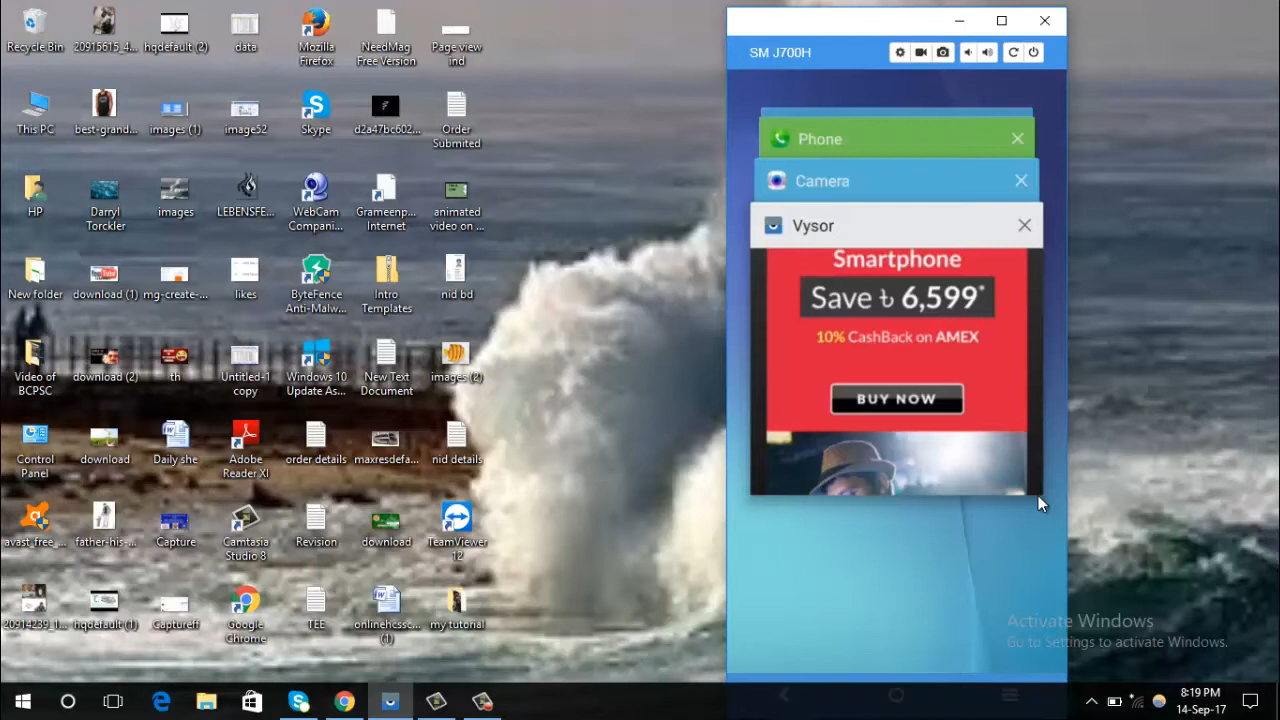 Recycle Bin
20915615_4...
hqdefault (2)
data
Mozilla
Firefox
NeedMag
Free Version
Page view
ind
This PC
best-grand...
images (1)
image52
Skype
d2a47bc602...
Order
Submited
HP
Darryl
Torckler
images
LEBENSFE...
WebCam
Compani...
Grameenp...
Internet
animated
video on ...
New folder
download (1)
mg-create-...
likes
ByteFence
Anti-Malw...
Intro
Templates
nid bd
Video of
BCPSC
download (2)
th
Untitled-1
copy
Windows 10
Update As...
New Text
Document
images (2)
Control
Panel
download
Daily she
Adobe
Reader XI
order details
maxresdefa...
nid details
avast_free_...
father-his-...
Capture
Camtasia
Studio 8
Revision
download
TeamViewer
12
20914239_1...
hqdefault (1)
Captureff
Google
Chrome
TEE
onlinehcssc...
(1)
my tutorial
SM J700H
Phone
Camera
Vysor
Smartphone
Save ৳ 6,599*
10% CashBack on AMEX
BUY NOW
Activate Windows
Go to Settings to activate Windows.
8:19 PM
14-Sep-17